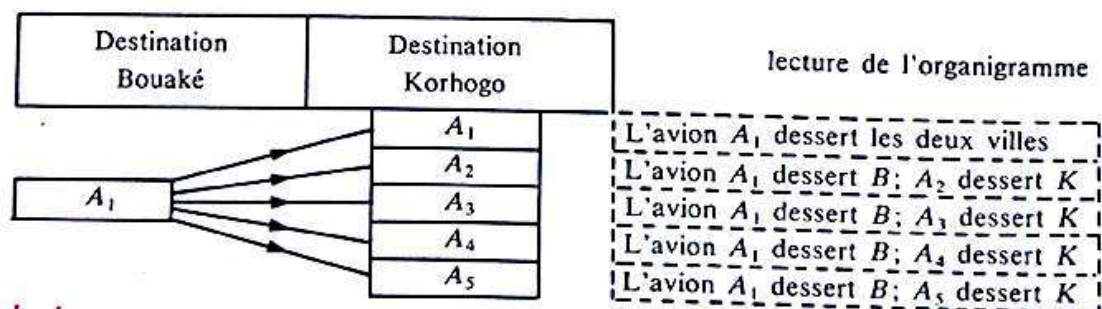 Destination
Bouaké
Destination
Korhogo
lecture de l'organigramme
A₁
A₁
A₂
A₃
A₄
A₅
L'avion A₁ dessert les deux villes
L'avion A₁ dessert B; A₂ dessert K
L'avion A₁ dessert B; A₃ dessert K
L'avion A₁ dessert B; A₄ dessert K
L'avion A₁ dessert B; A₅ dessert K